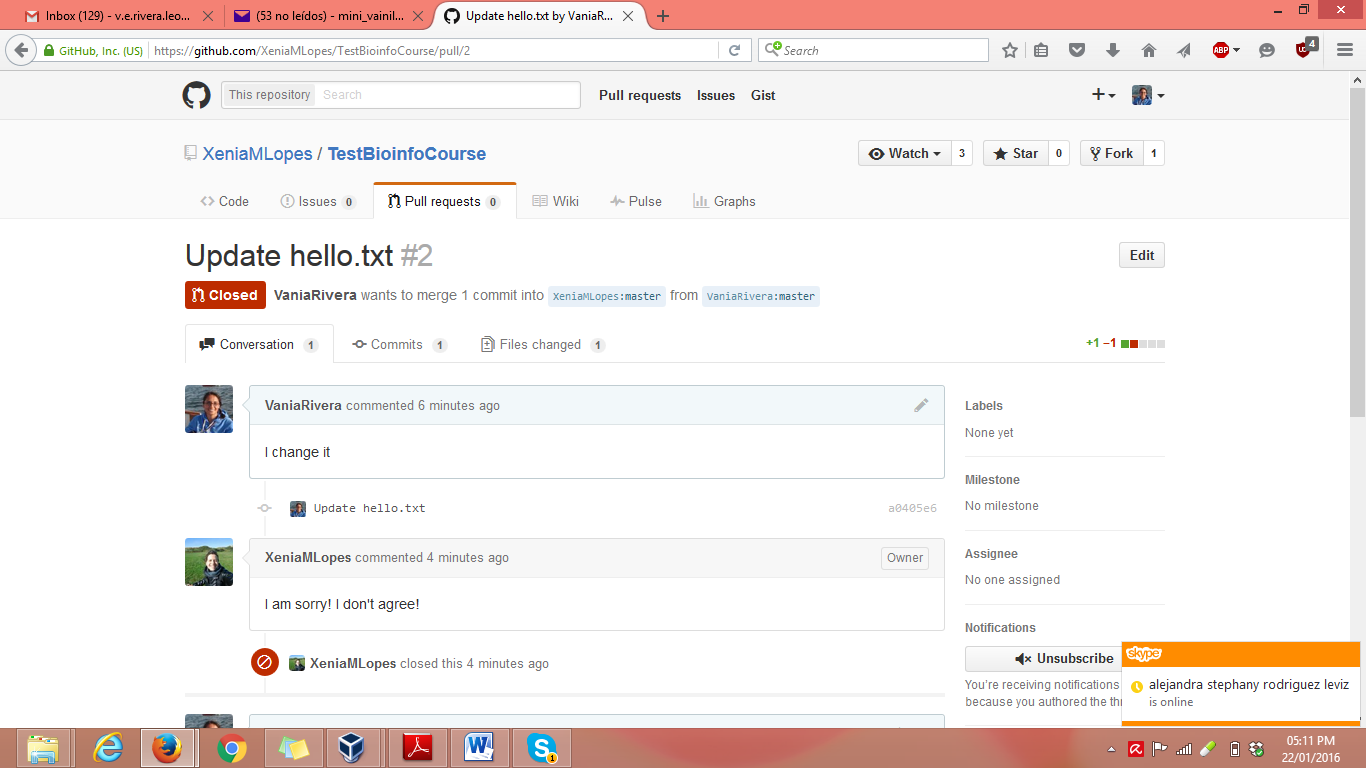 Inbox (129) - v.e.rivera.leo...
(53 no leídos) - mini_vainil...
Update hello.txt by VaniaR...
GitHub, Inc. (US)
https://github.com/XeniaMLopes/TestBioinfoCourse/pull/2
Search
ABP
4
This repository
Search
Pull requests
Issues
Gist
XeniaMLopes / TestBioinfoCourse
Watch
3
Star
0
Fork
1
Code
Issues 0
Pull requests 0
Wiki
Pulse
Graphs
Update hello.txt #2
Edit
Closed
VaniaRivera wants to merge 1 commit into XeniaMLopes:master from VaniaRivera:master
Conversation 1
Commits 1
Files changed 1
+1 −1
VaniaRivera commented 6 minutes ago
I change it
Update hello.txt
a0405e6
XeniaMLopes commented 4 minutes ago
Owner
I am sorry! I don't agree!
XeniaMLopes closed this 4 minutes ago
Labels
None yet
Milestone
No milestone
Assignee
No one assigned
Notifications
Unsubscribe
You're receiving notifications
because you authored the
skype
alejandra stephany rodriguez leviz
is online
1
05:11 PM
22/01/2016